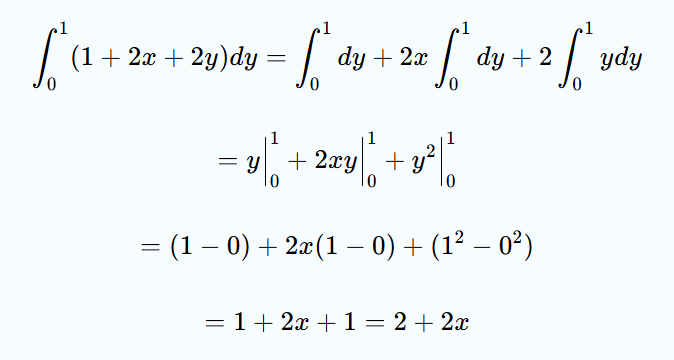 ∫₀¹ (1 + 2x + 2y)dy = ∫₀¹ dy + 2x ∫₀¹ dy + 2 ∫₀¹ ydy
= y|₀¹ + 2xy|₀¹ + y²|₀¹
= (1 − 0) + 2x(1 − 0) + (1² − 0²)
= 1 + 2x + 1 = 2 + 2x